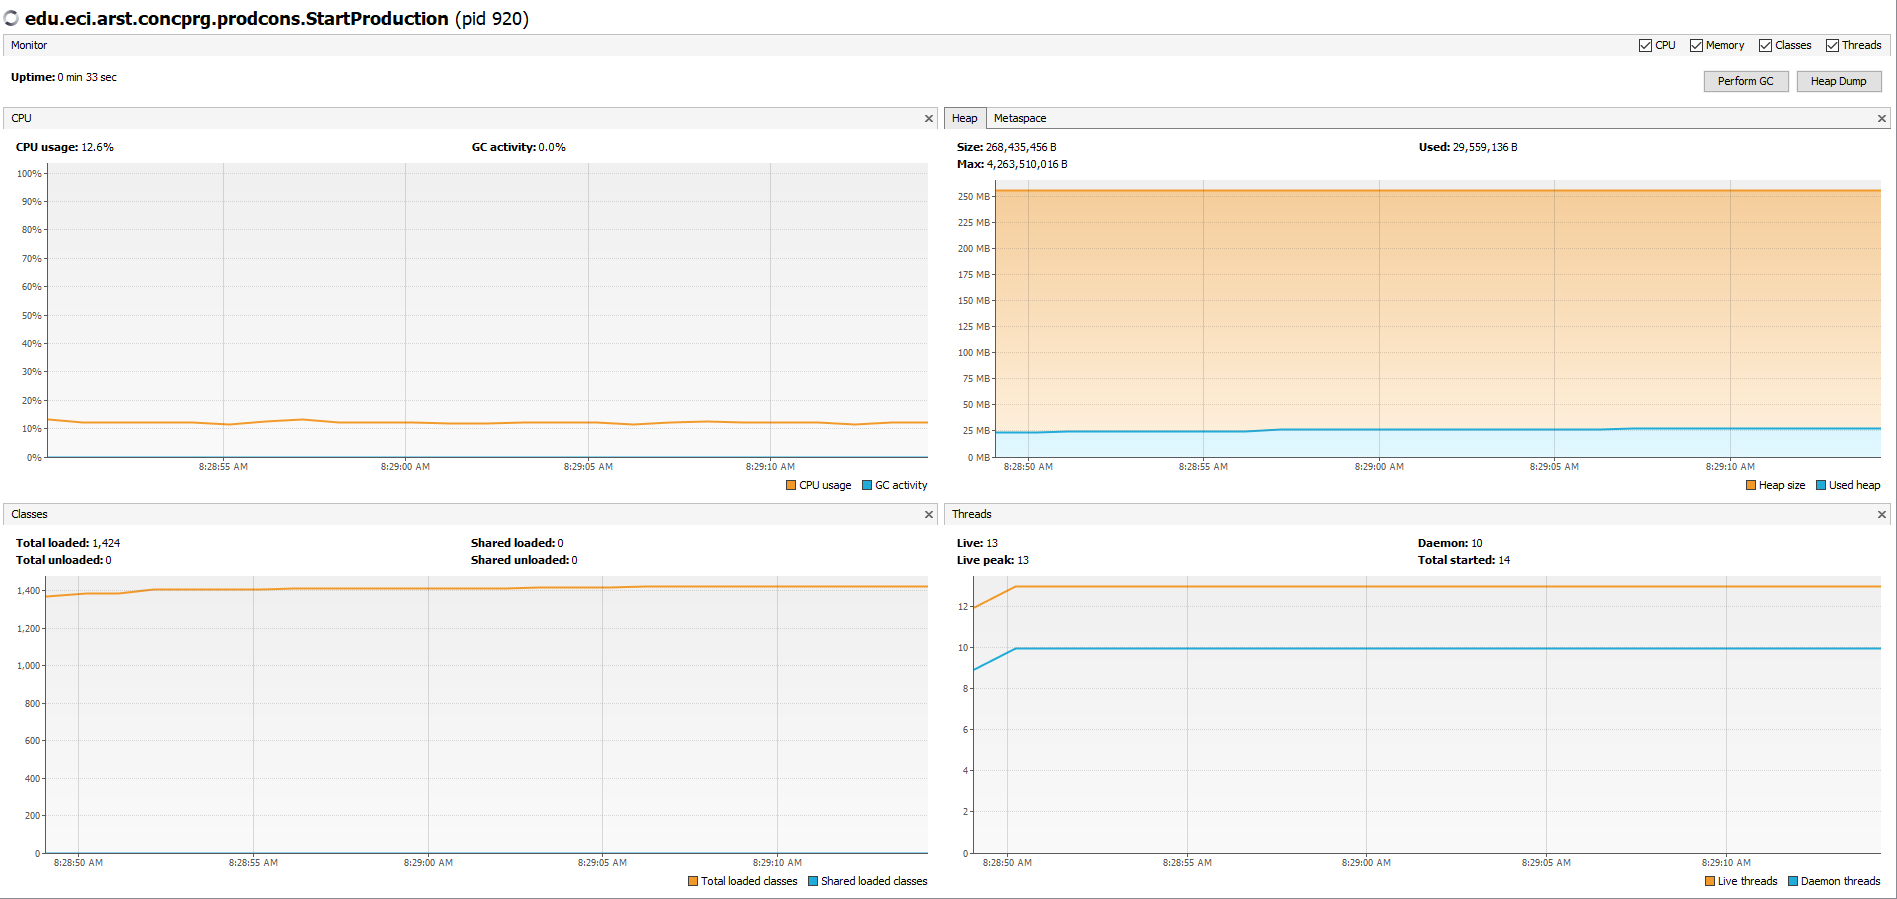 edu.eci.arst.concprg.prodcons.StartProduction (pid 920)
Monitor
CPU Memory Classes Threads
Uptime: 0 min 33 sec
Perform GC Heap Dump
CPU
CPU usage: 12.6% GC activity: 0.0%
100%
90%
80%
70%
60%
50%
40%
30%
20%
10%
0%
8:28:55 AM 8:29:00 AM 8:29:05 AM 8:29:10 AM
CPU usage GC activity
Heap Metaspace
Size: 268,435,456 B Used: 29,559,136 B
Max: 4,263,510,016 B
250 MB
225 MB
200 MB
175 MB
150 MB
125 MB
100 MB
75 MB
50 MB
25 MB
0 MB
8:28:50 AM 8:28:55 AM 8:29:00 AM 8:29:05 AM 8:29:10 AM
Heap size Used heap
Classes
Total loaded: 1,424 Shared loaded: 0
Total unloaded: 0 Shared unloaded: 0
1,400
1,200
1,000
800
600
400
200
0
8:28:50 AM 8:28:55 AM 8:29:00 AM 8:29:05 AM 8:29:10 AM
Total loaded classes Shared loaded classes
Threads
Live: 13 Daemon: 10
Live peak: 13 Total started: 14
12
10
8
6
4
2
0
8:28:50 AM 8:28:55 AM 8:29:00 AM 8:29:05 AM 8:29:10 AM
Live threads Daemon threads